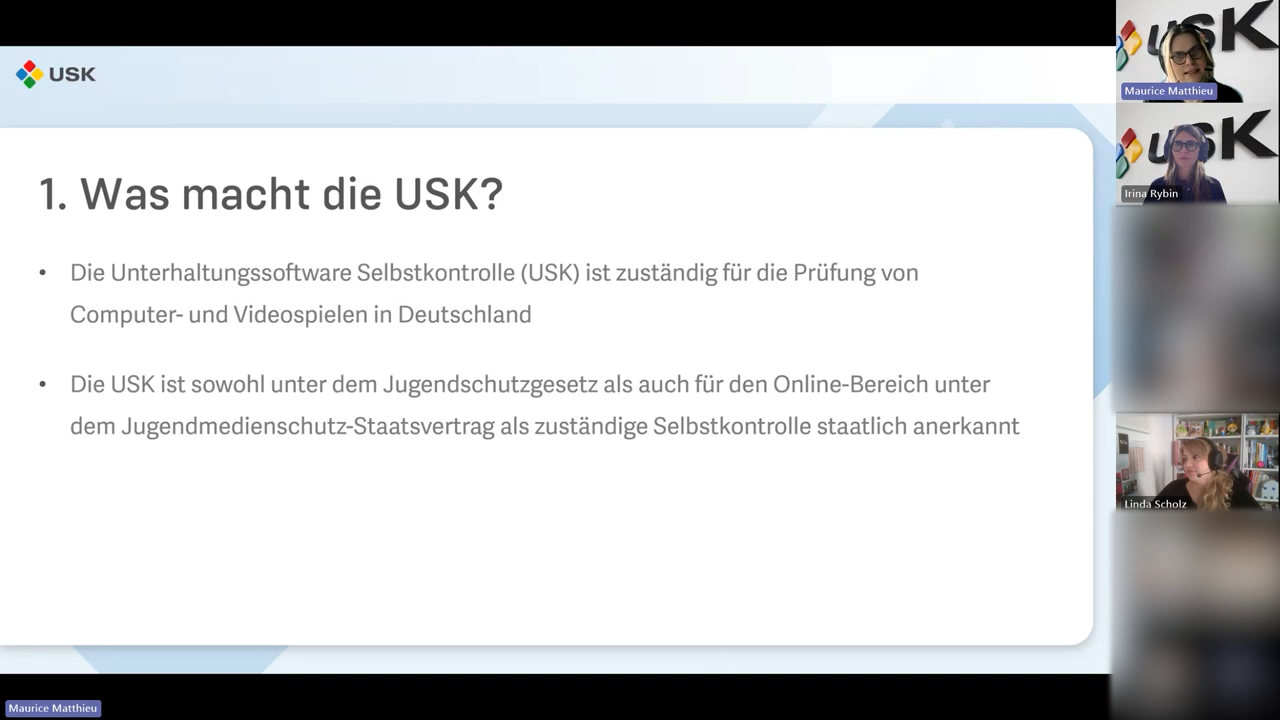 USK
1. Was macht die USK?
• Die Unterhaltungssoftware Selbstkontrolle (USK) ist zuständig für die Prüfung von
Computer- und Videospielen in Deutschland
• Die USK ist sowohl unter dem Jugendschutzgesetz als auch für den Online-Bereich unter
dem Jugendmedienschutz-Staatsvertrag als zuständige Selbstkontrolle staatlich anerkannt
Maurice Matthieu
USK
Maurice Matthieu
USK
Irina Rybin
Linda Scholz